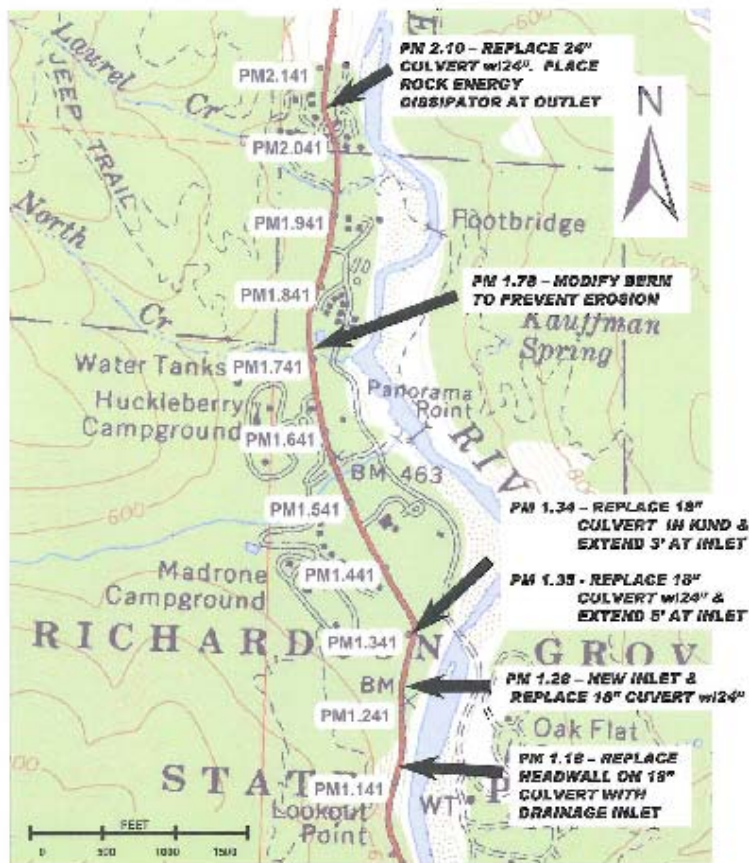 Laurel
Cr
JEEP TRAIL
PM2.141
PM 2.10 – REPLACE 24"
CULVERT w/24". PLACE
ROCK ENERGY
DISSIPATOR AT OUTLET
N
PM2.041
North
Cr
PM1.941
Footbridge
PM1.841
PM 1.78 – MODIFY BERM
TO PREVENT EROSION
Kauffman
Spring
Water Tanks
PM1.741
Huckleberry
Campground
Panorama
Point
RIV
PM1.641
600
800
BM 463
PM1.541
PM 1.34 – REPLACE 18"
CULVERT IN KIND &
EXTEND 3' AT INLET
Madrone
Campground
PM1.441
PM 1.35 - REPLACE 18"
CULVERT w/24" &
EXTEND 5' AT INLET
RICHARDSON GROV
PM1.341
BM
PM 1.28 – NEW INLET &
REPLACE 18" CUVERT w/24"
PM1.241
Oak Flat
STATE P
PM1.141
PM 1.18 – REPLACE
HEADWALL ON 18"
CULVERT WITH
DRAINAGE INLET
WT
Lookout
Point
FEET
0 500 1000 1500